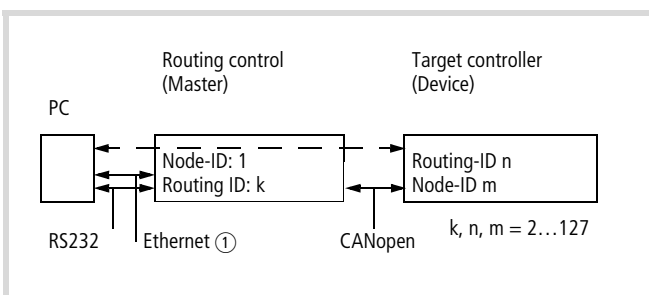 Routing control
(Master)
Target controller
(Device)
PC
Node-ID: 1
Routing ID: k
Routing-ID n
Node-ID m
RS232
Ethernet ①
CANopen
k, n, m = 2...127